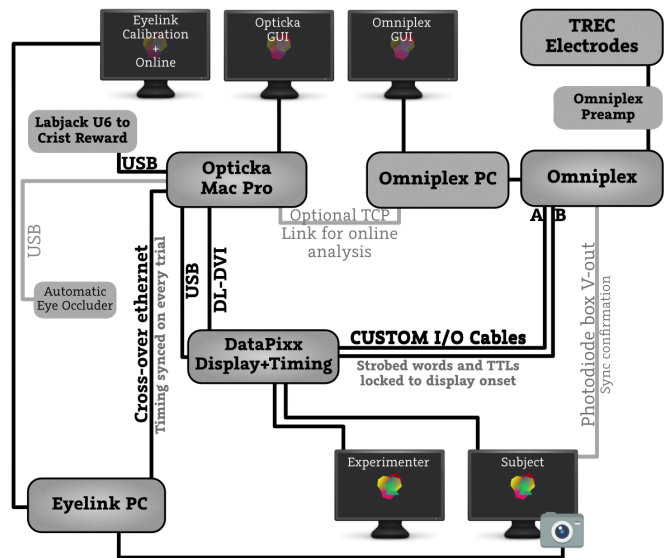 Eyelink
Calibration
+
Online
Opticka
GUI
Omniplex
GUI
TREC
Electrodes
Omniplex
Preamp
Labjack U6 to
Crist Reward
USB
Opticka
Mac Pro
Omniplex PC
Omniplex
A B
Optional TCP
Link for online
analysis
USB
Automatic
Eye Occluder
Cross-over ethernet
Timing synced on every trial
USB
DL-DVI
DataPixx
Display+Timing
CUSTOM I/O Cables
Strobed words and TTLs
locked to display onset
Photodiode box V-out
Sync confirmation
Experimenter
Subject
Eyelink PC